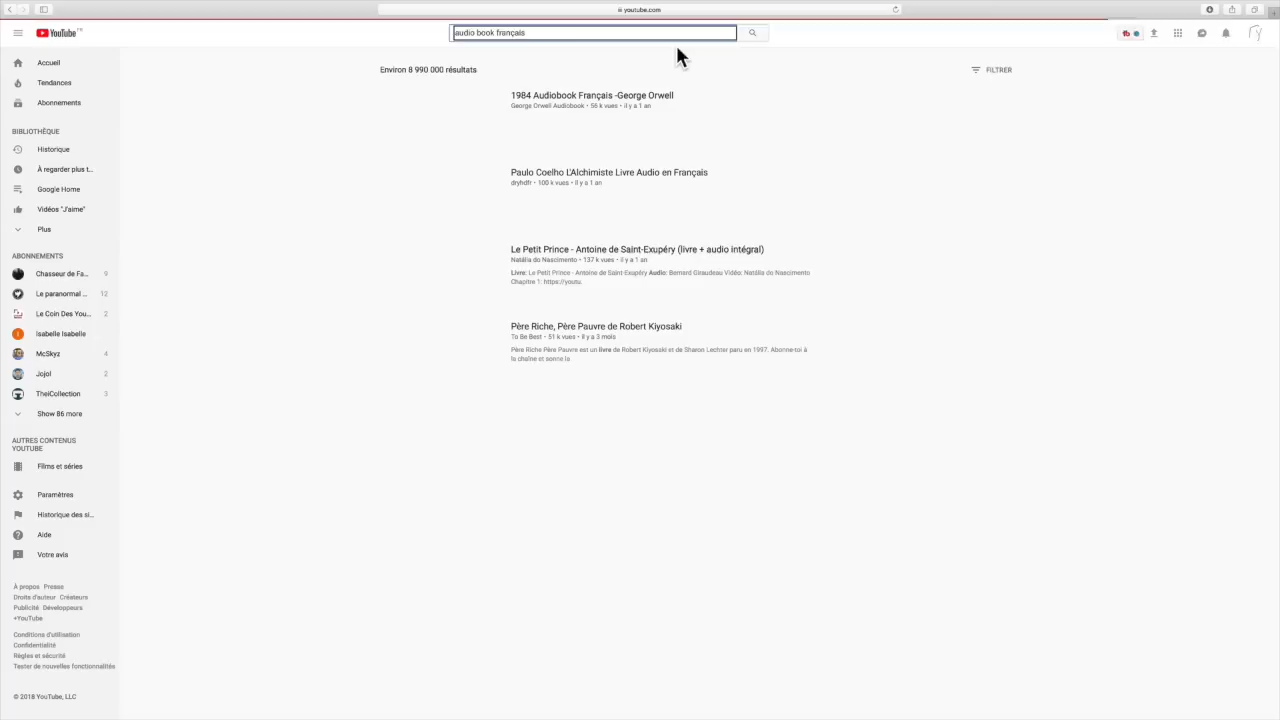 youtube.com
YouTube FR
audio book français
Accueil
Tendances
Abonnements
BIBLIOTHÈQUE
Historique
À regarder plus t...
Google Home
Vidéos "J'aime"
Plus
ABONNEMENTS
Chasseur de Fa... 9
Le paranormal ... 12
Le Coin Des You... 2
Isabelle Isabelle
McSkyz 4
Jojol 2
TheiCollection 3
Show 86 more
AUTRES CONTENUS
YOUTUBE
Films et séries
Paramètres
Historique des si...
Aide
Votre avis
À propos Presse
Droits d'auteur Créateurs
Publicité Développeurs
+YouTube
Conditions d'utilisation
Confidentialité
Règles et sécurité
Tester de nouvelles fonctionnalités
© 2018 YouTube, LLC
Environ 8 990 000 résultats
FILTRER
1984 Audiobook Français -George Orwell
George Orwell Audiobook • 56 k vues • il y a 1 an
Paulo Coelho L'Alchimiste Livre Audio en Français
dryhdfr • 100 k vues • il y a 1 an
Le Petit Prince - Antoine de Saint-Exupéry (livre + audio intégral)
Natália do Nascimento • 137 k vues • il y a 1 an
Livre: Le Petit Prince - Antoine de Saint-Exupéry Audio: Bernard Giraudeau Vidéo: Natália do Nascimento
Chapitre 1: https://youtu.
Père Riche, Père Pauvre de Robert Kiyosaki
To Be Best • 51 k vues • il y a 3 mois
Père Riche Père Pauvre est un livre de Robert Kiyosaki et de Sharon Lechter paru en 1997. Abonne-toi à
la chaîne et sonne la